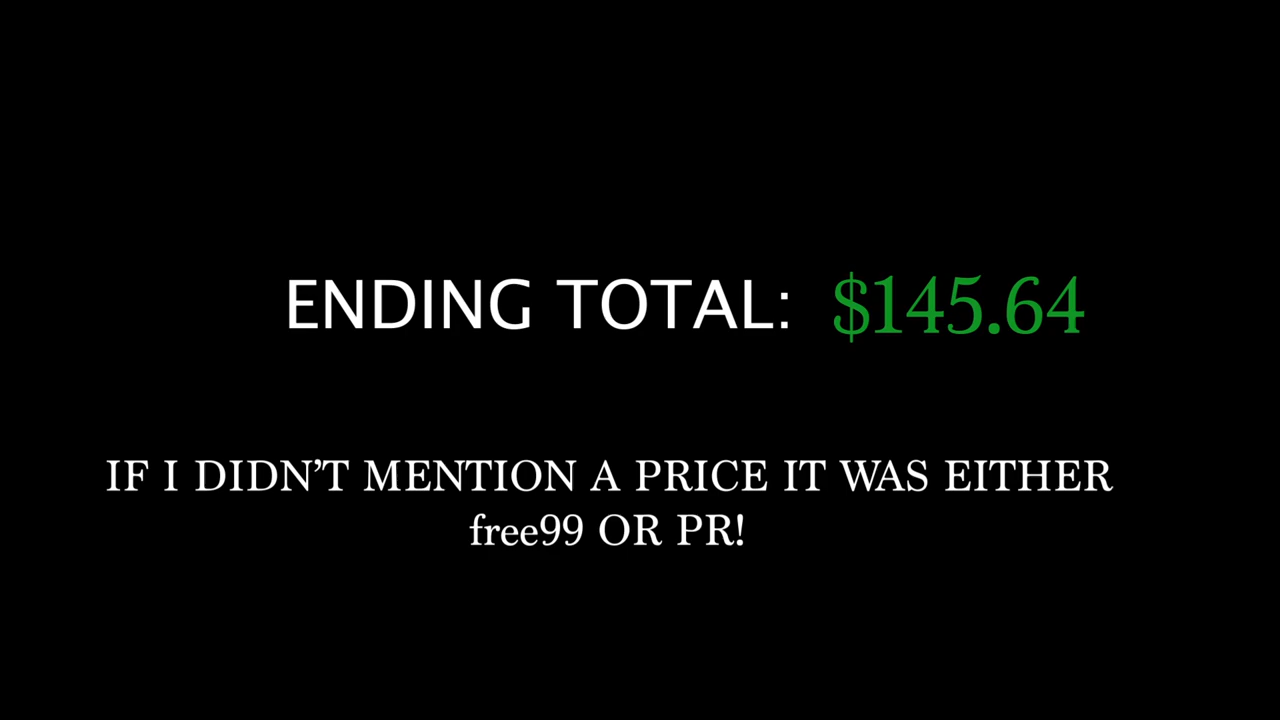 ENDING TOTAL: $145.64
IF I DIDN’T MENTION A PRICE IT WAS EITHER
free99 OR PR!